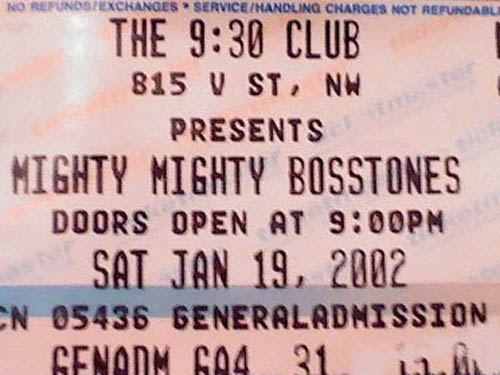 NO REFUNDS/EXCHANGES * SERVICE/HANDLING CHARGES NOT REFUNDABL
THE 9:30 CLUB
815 V ST, NW
PRESENTS
MIGHTY MIGHTY BOSSTONES
DOORS OPEN AT 9:00PM
SAT JAN 19, 2002
CN 05436 GENERALADMISSION
GENADM GA4 31